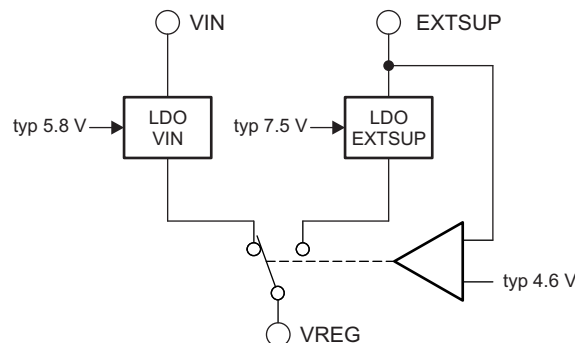 VIN
EXTSUP
typ 5.8 V
LDO
VIN
typ 7.5 V
LDO
EXTSUP
typ 4.6 V
VREG